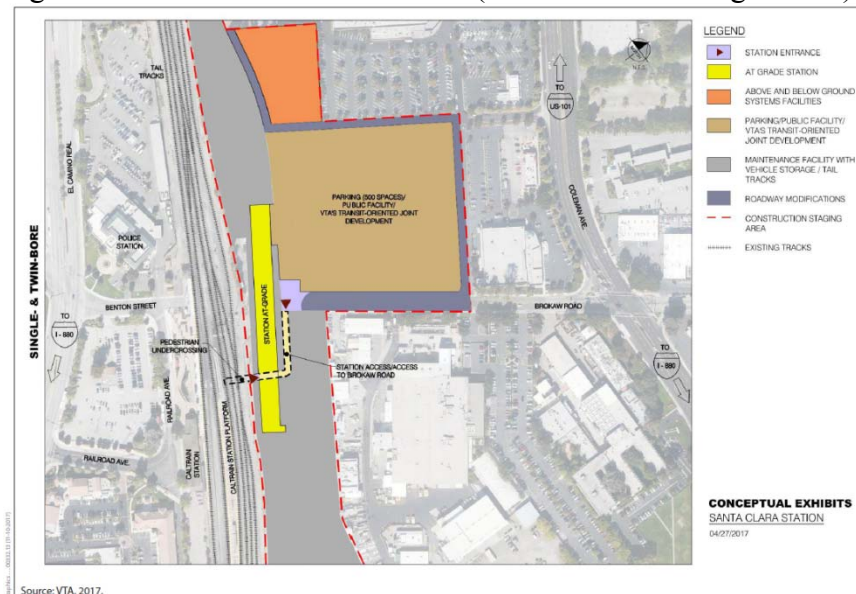 LEGEND
STATION ENTRANCE
AT GRADE STATION
ABOVE AND BELOW GROUND
SYSTEMS FACILITIES
PARKING/PUBLIC FACILITY/
VTA'S TRANSIT-ORIENTED
JOINT DEVELOPMENT
MAINTENANCE FACILITY WITH
VEHICLE STORAGE / TAIL
TRACKS
ROADWAY MODIFICATIONS
CONSTRUCTION STAGING
AREA
EXISTING TRACKS
TAIL
TRACKS
EL CAMINO REAL
TO
US-101
COLEMAN AVE.
PARKING (500 SPACES)/
PUBLIC FACILITY/
VTA'S TRANSIT-ORIENTED JOINT
DEVELOPMENT
POLICE
STATION
SINGLE- & TWIN-BORE
BENTON STREET
STATION AT-GRADE
BROKAW ROAD
TO
I - 880
PEDESTRIAN
UNDERCROSSING
STATION ACCESS/ACCESS
TO BROKAW ROAD
TO
I - 880
RAILROAD AVE.
RAILROAD AVE.
CALTRAIN
STATION
CALTRAIN STATION PLATFORM
CONCEPTUAL EXHIBITS
SANTA CLARA STATION
04/27/2017
Source: VTA, 2017.